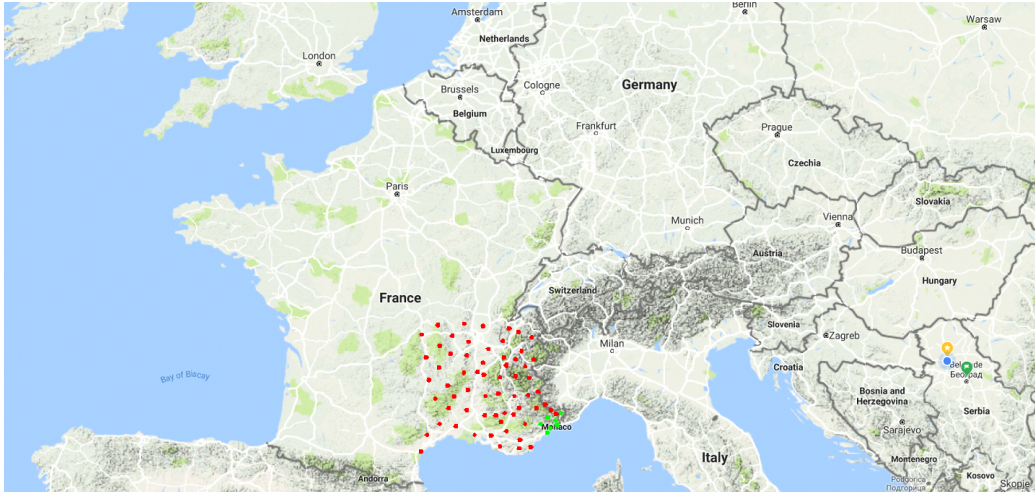 Amsterdam
Berlin
Netherlands
Warsaw
London
Cologne
Germany
Brussels
Belgium
Frankfurt
Prague
Luxembourg
Czechia
Paris
Slovakia
Munich
Vienna
Budapest
Austria
Hungary
Switzerland
France
Slovenia
Zagreb
Milan
Croatia
Београд
Bay of Biscay
Bosnia and
Herzegovina
Serbia
Monaco
Sarajevo
Italy
Montenegro
Andorra
Podgorica
Подгорица
Kosovo
Skopje